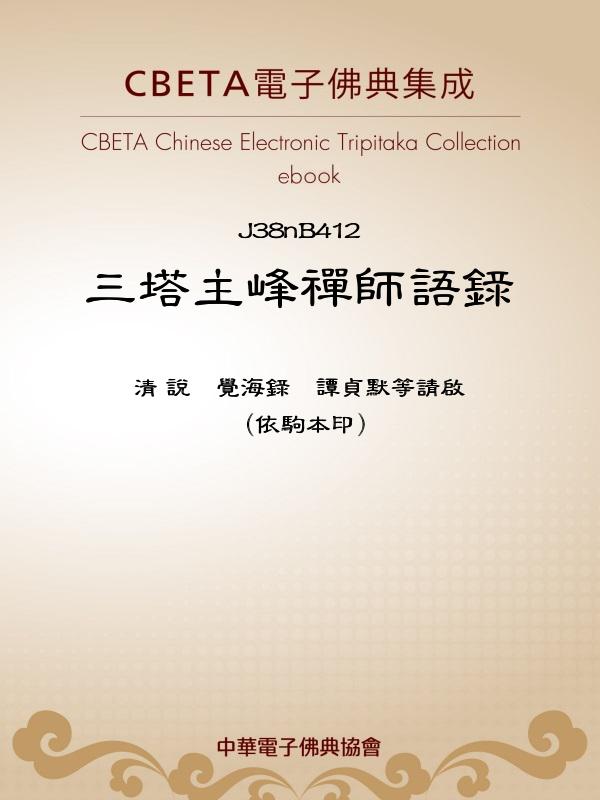 CBETA電子佛典集成
CBETA Chinese Electronic Tripitaka Collection
ebook
J38nB412
三塔主峰禪師語錄
清 說　覺海錄　譚貞默等請啟
（依駒本印）
中華電子佛典協會